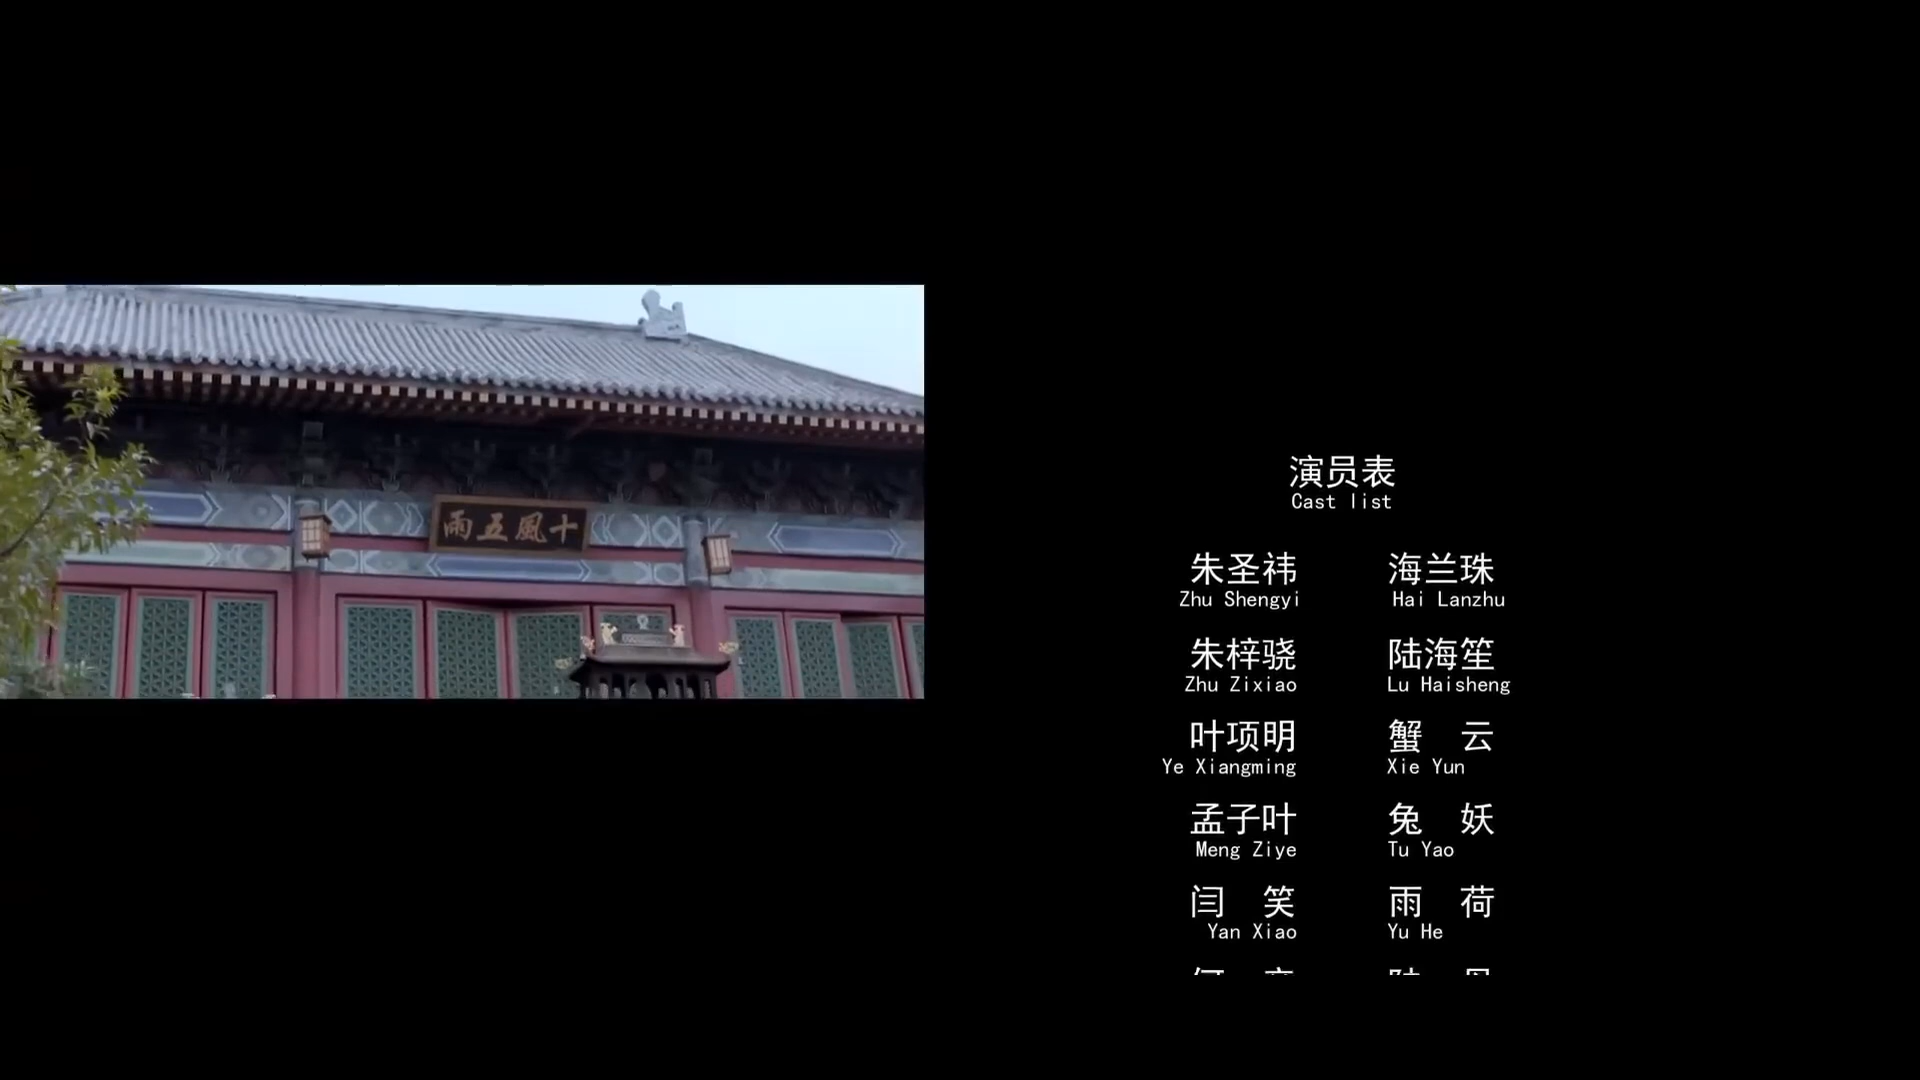 雨五風十
演员表
Cast list
朱圣祎 海兰珠
Zhu Shengyi Hai Lanzhu
朱梓骁 陆海笙
Zhu Zixiao Lu Haisheng
叶项明 蟹 云
Ye Xiangming Xie Yun
孟子叶 兔 妖
Meng Ziye Tu Yao
闫 笑 雨 荷
Yan Xiao Yu He